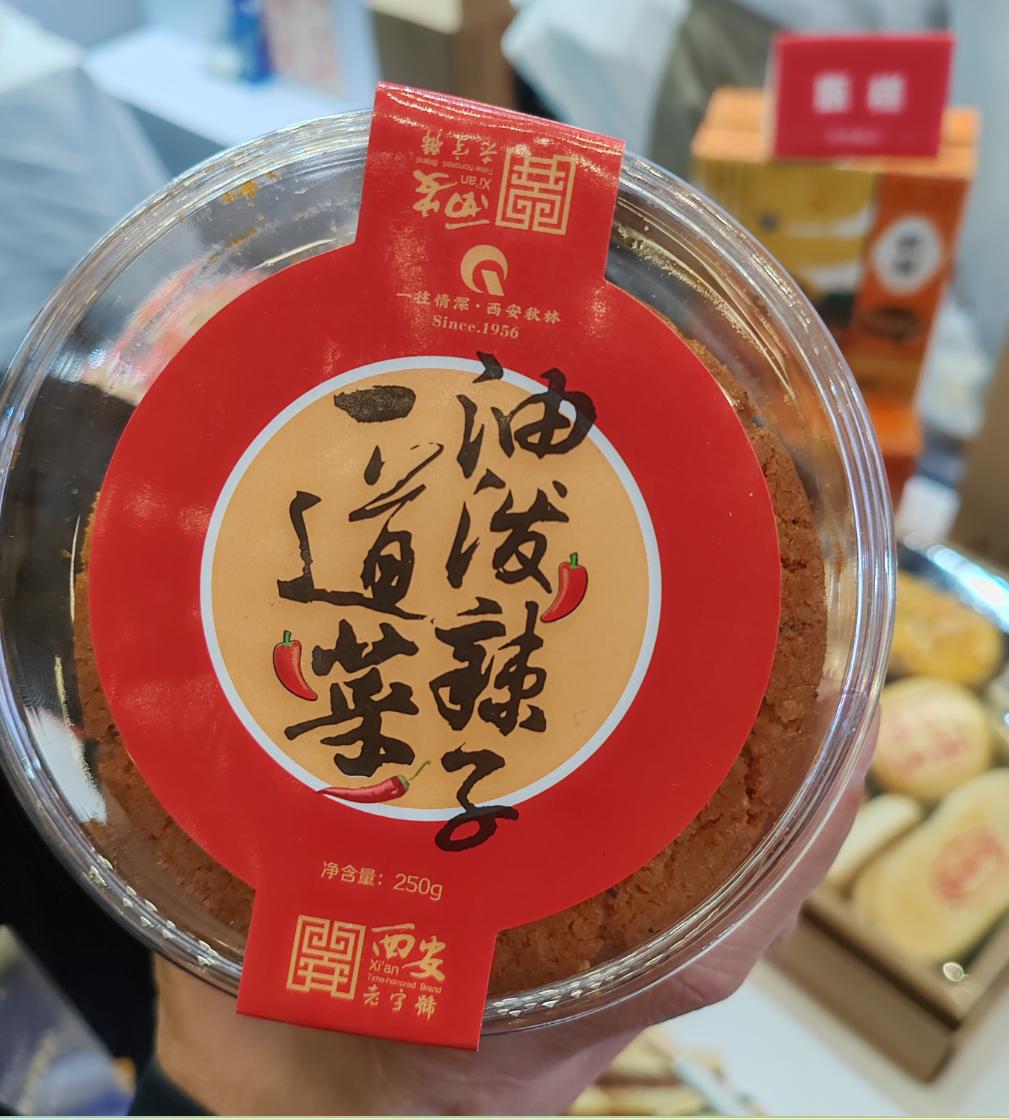 西安
Xi'an
Time-honored Brand
老字號
一往情深·西安秋林
Since.1956
油泼辣子
一道菜
净含量：250g
西安
Xi'an
Time-honored Brand
老字號